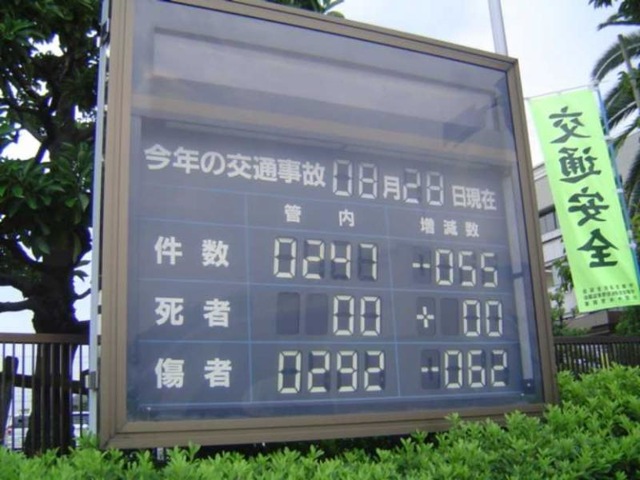 今年の交通事故 08月28日現在
管内 増減数
件数 0247 -055
死者 00 +00
傷者 0292 -062
交通安全